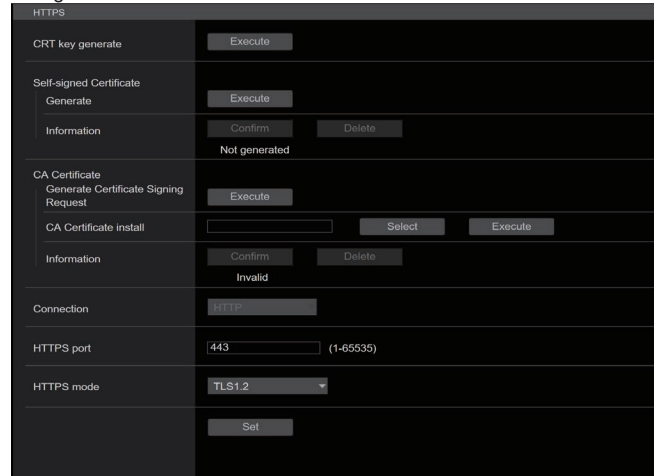 HTTPS
CRT key generate Execute
Self-signed Certificate
Generate Execute
Information Confirm Delete
Not generated
CA Certificate
Generate Certificate Signing
Request Execute
CA Certificate install Select Execute
Information Confirm Delete
Invalid
Connection HTTP
HTTPS port 443 (1-65535)
HTTPS mode TLS1.2
Set